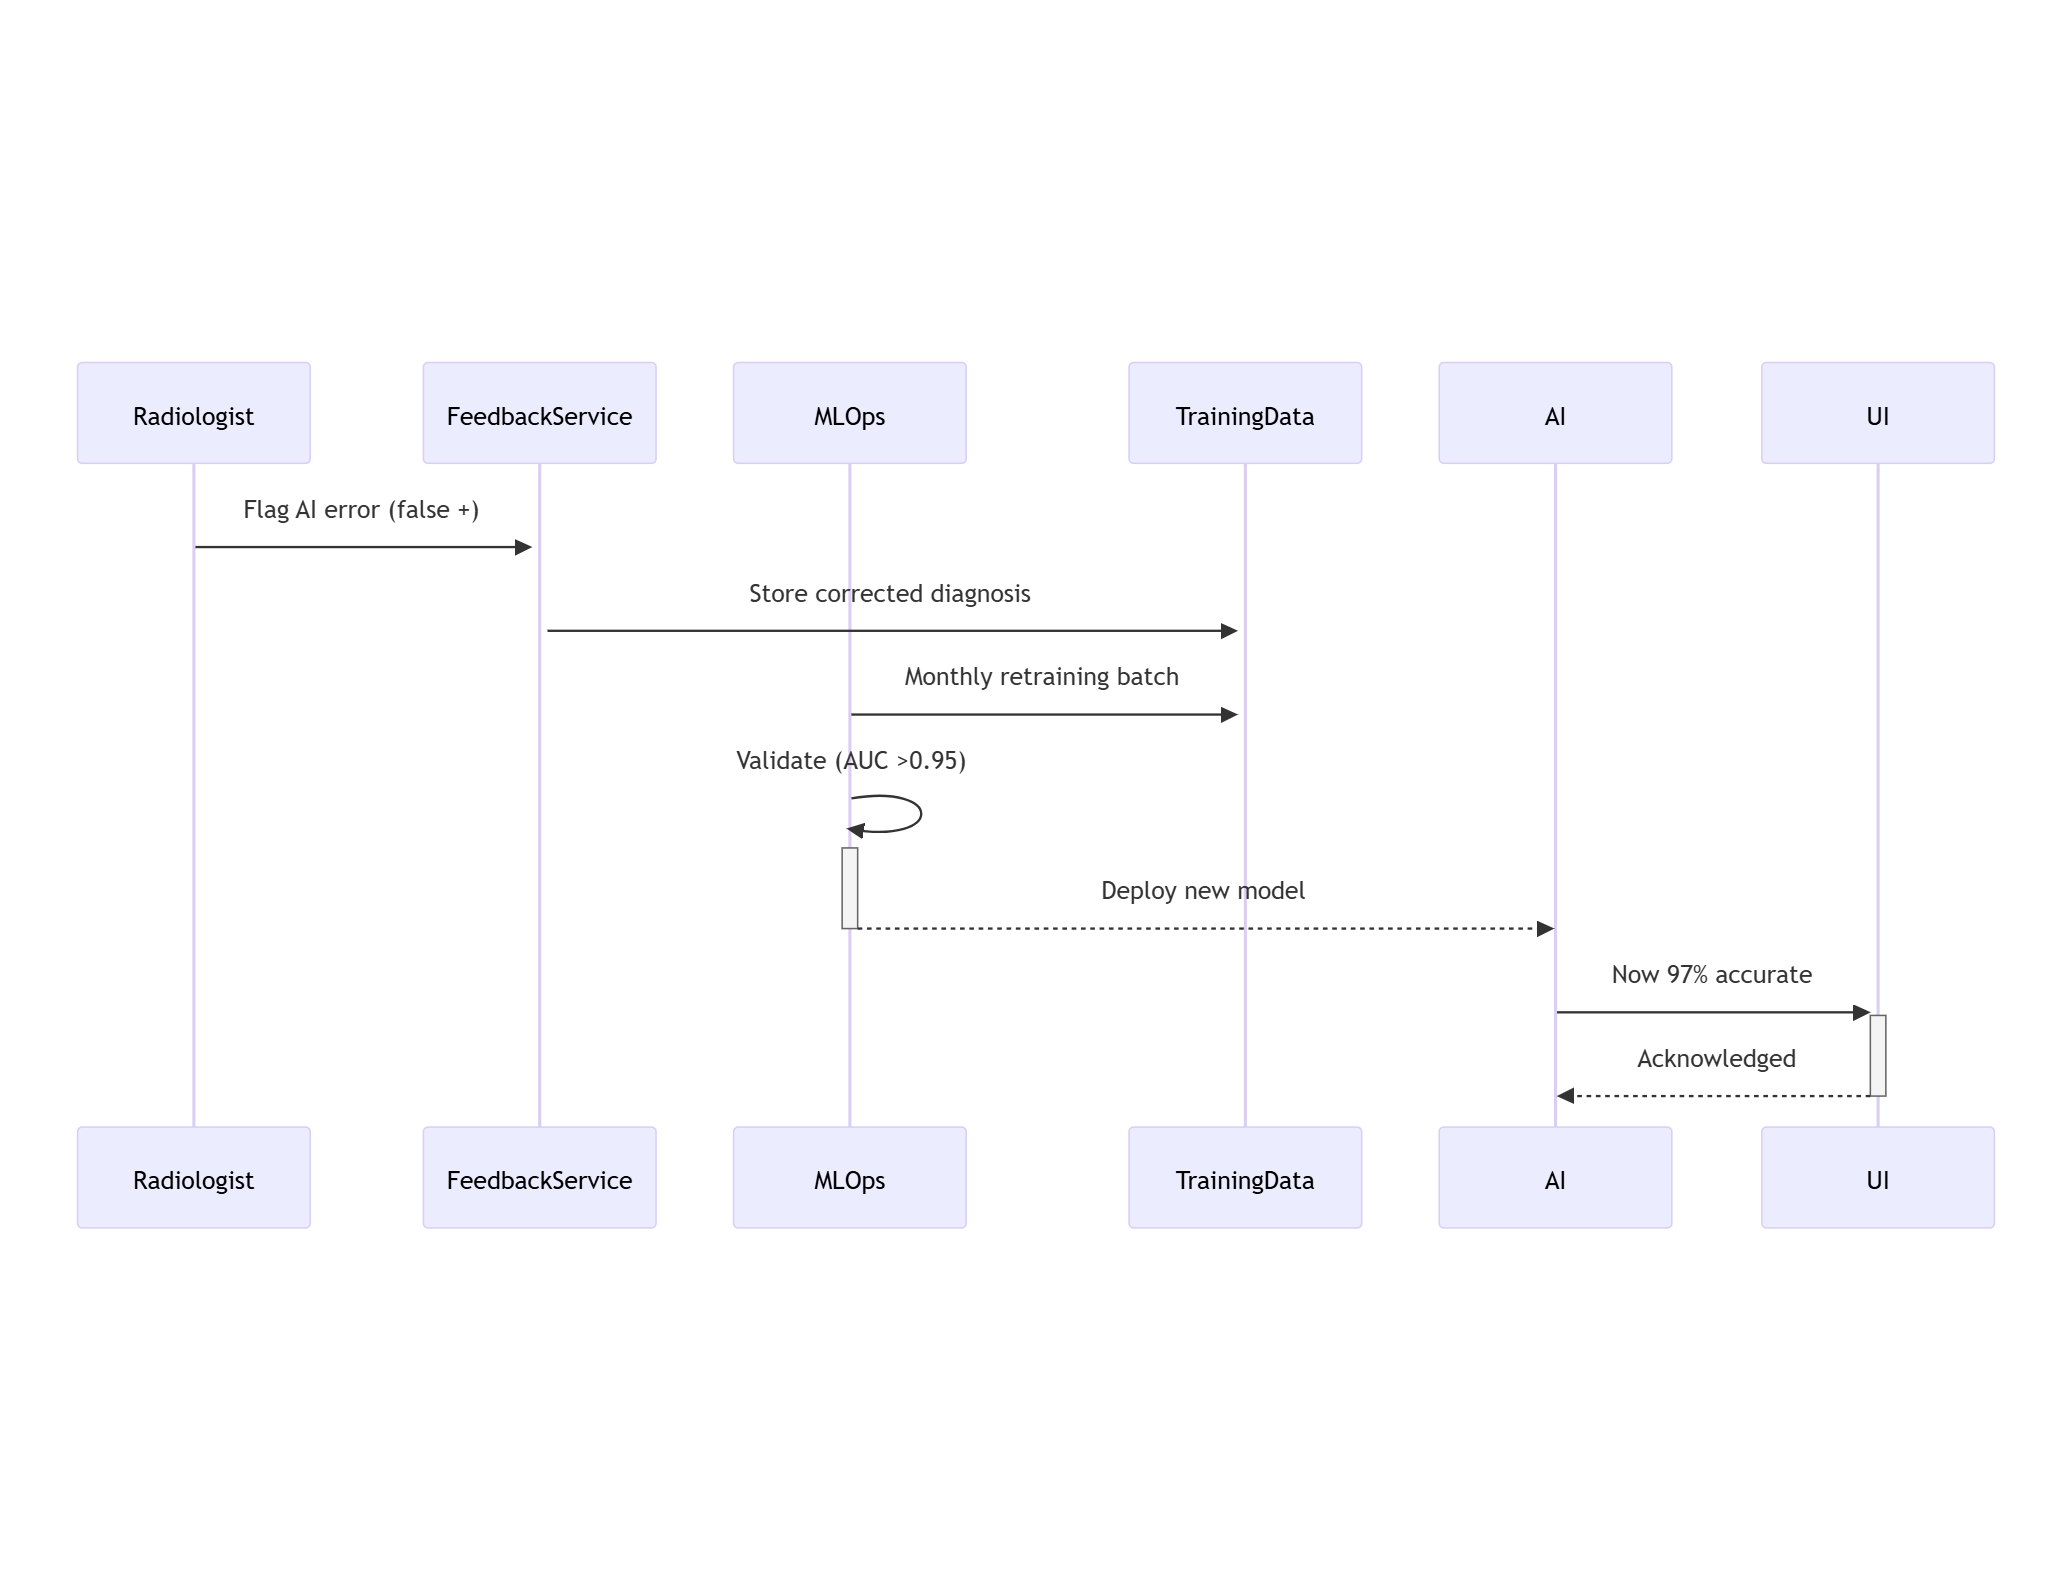 Radiologist
FeedbackService
MLOps
TrainingData
AI
UI
Flag AI error (false +)
Store corrected diagnosis
Monthly retraining batch
Validate (AUC >0.95)
Deploy new model
Now 97% accurate
Acknowledged
Radiologist
FeedbackService
MLOps
TrainingData
AI
UI